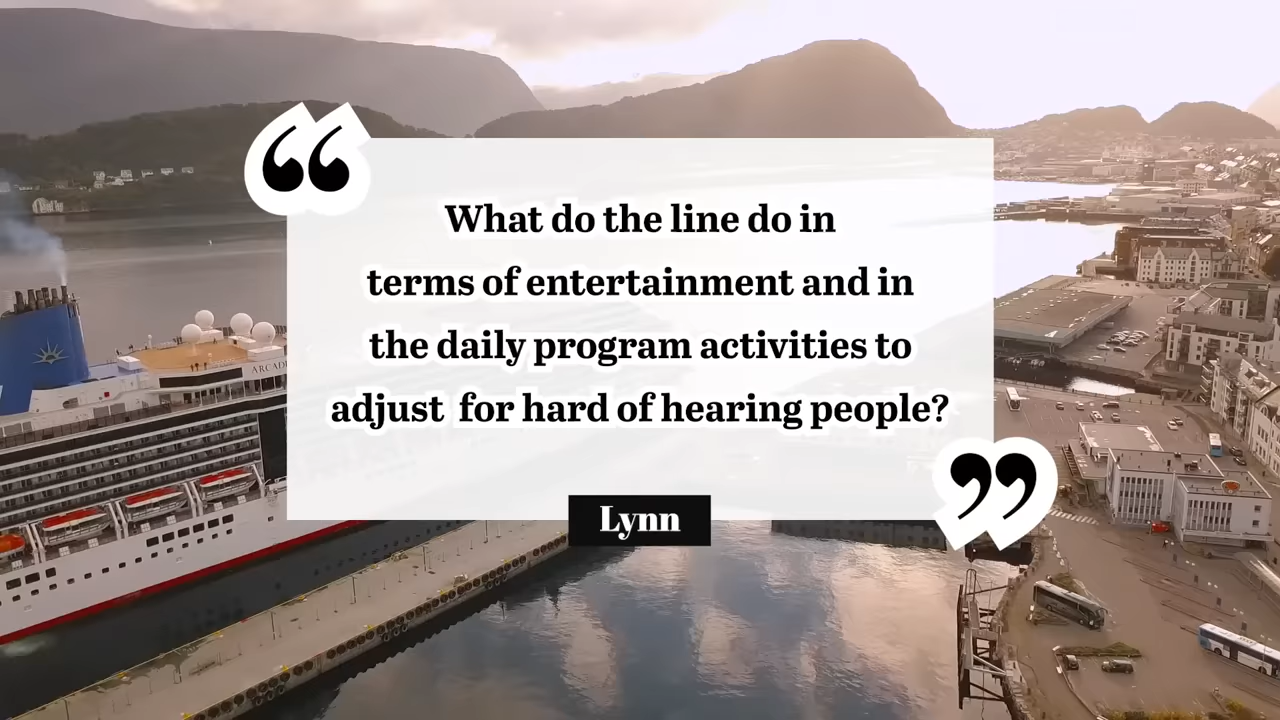 What do the line do in
terms of entertainment and in
the daily program activities to
adjust  for hard of hearing people?
Lynn